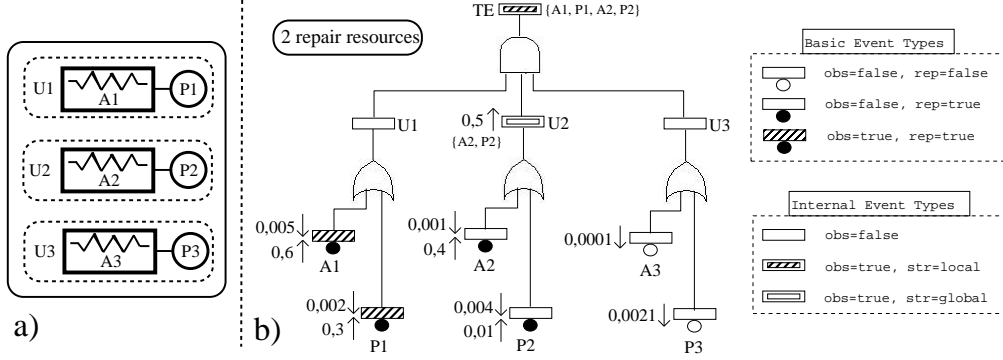 U1
A1
P1
U2
A2
P2
U3
A3
P3
a)
2 repair resources
TE
{A1, P1, A2, P2}
U1
0,5
U2
{A2, P2}
U3
0,005
0,6
A1
0,001
0,4
A2
0,0001
A3
0,002
0,3
P1
0,004
0,01
P2
0,0021
P3
b)
Basic Event Types
obs=false, rep=false
obs=false, rep=true
obs=true, rep=true
Internal Event Types
obs=false
obs=true, str=local
obs=true, str=global